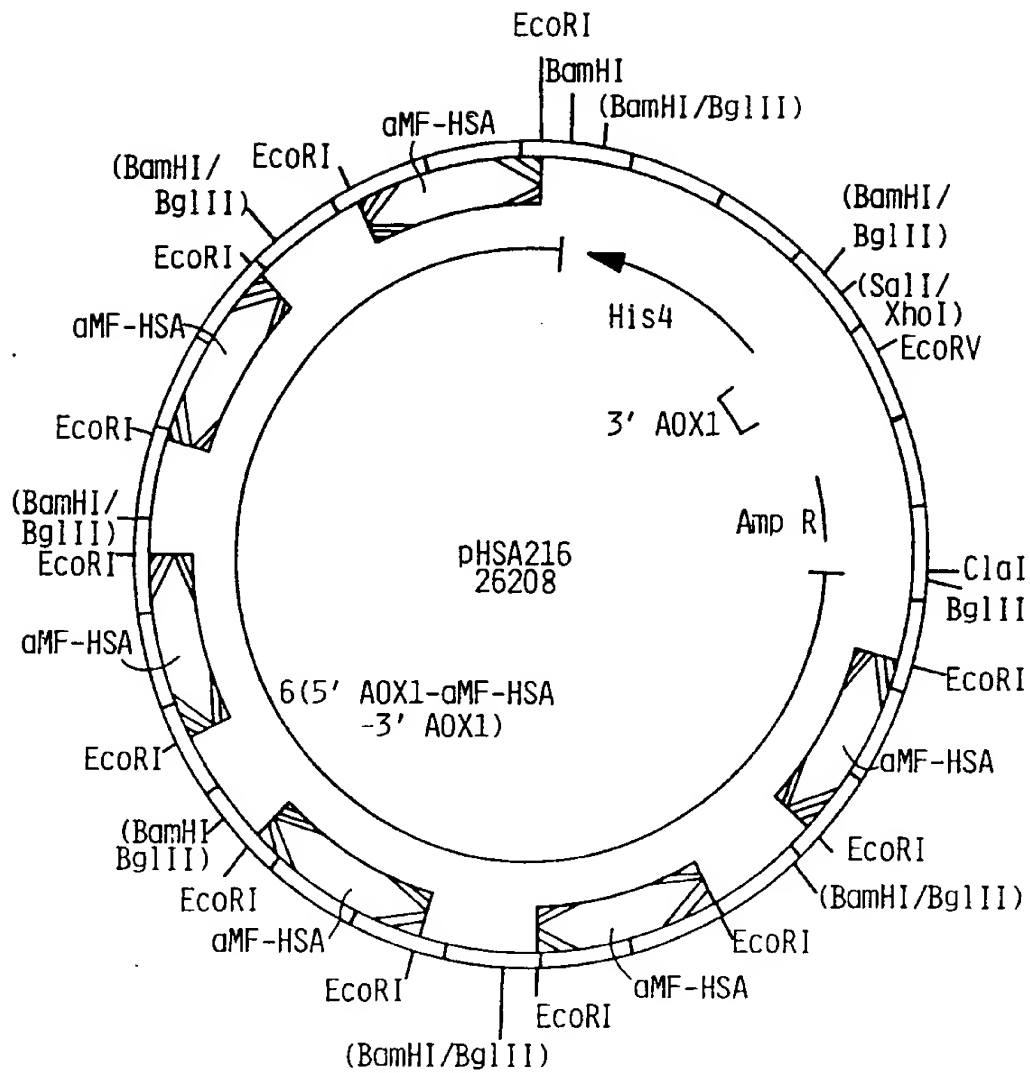 EcoRI
BamHI
(BamHI/BglII)
aMF-HSA
EcoRI
(BamHI/
BglII)
EcoRI
aMF-HSA
EcoRI
(BamHI/
BglII)
EcoRI
aMF-HSA
EcoRI
(BamHI
BglII)
EcoRI
aMF-HSA
EcoRI
(BamHI/BglII)
EcoRI
aMF-HSA
EcoRI
(BamHI/BglII)
EcoRI
aMF-HSA
EcoRI
BglII
ClaI
EcoRV
(SalI/
XhoI)
(BamHI/
BglII)
His4
3' AOX1
Amp R
pHSA216
26208
6(5' AOX1-aMF-HSA
-3' AOX1)